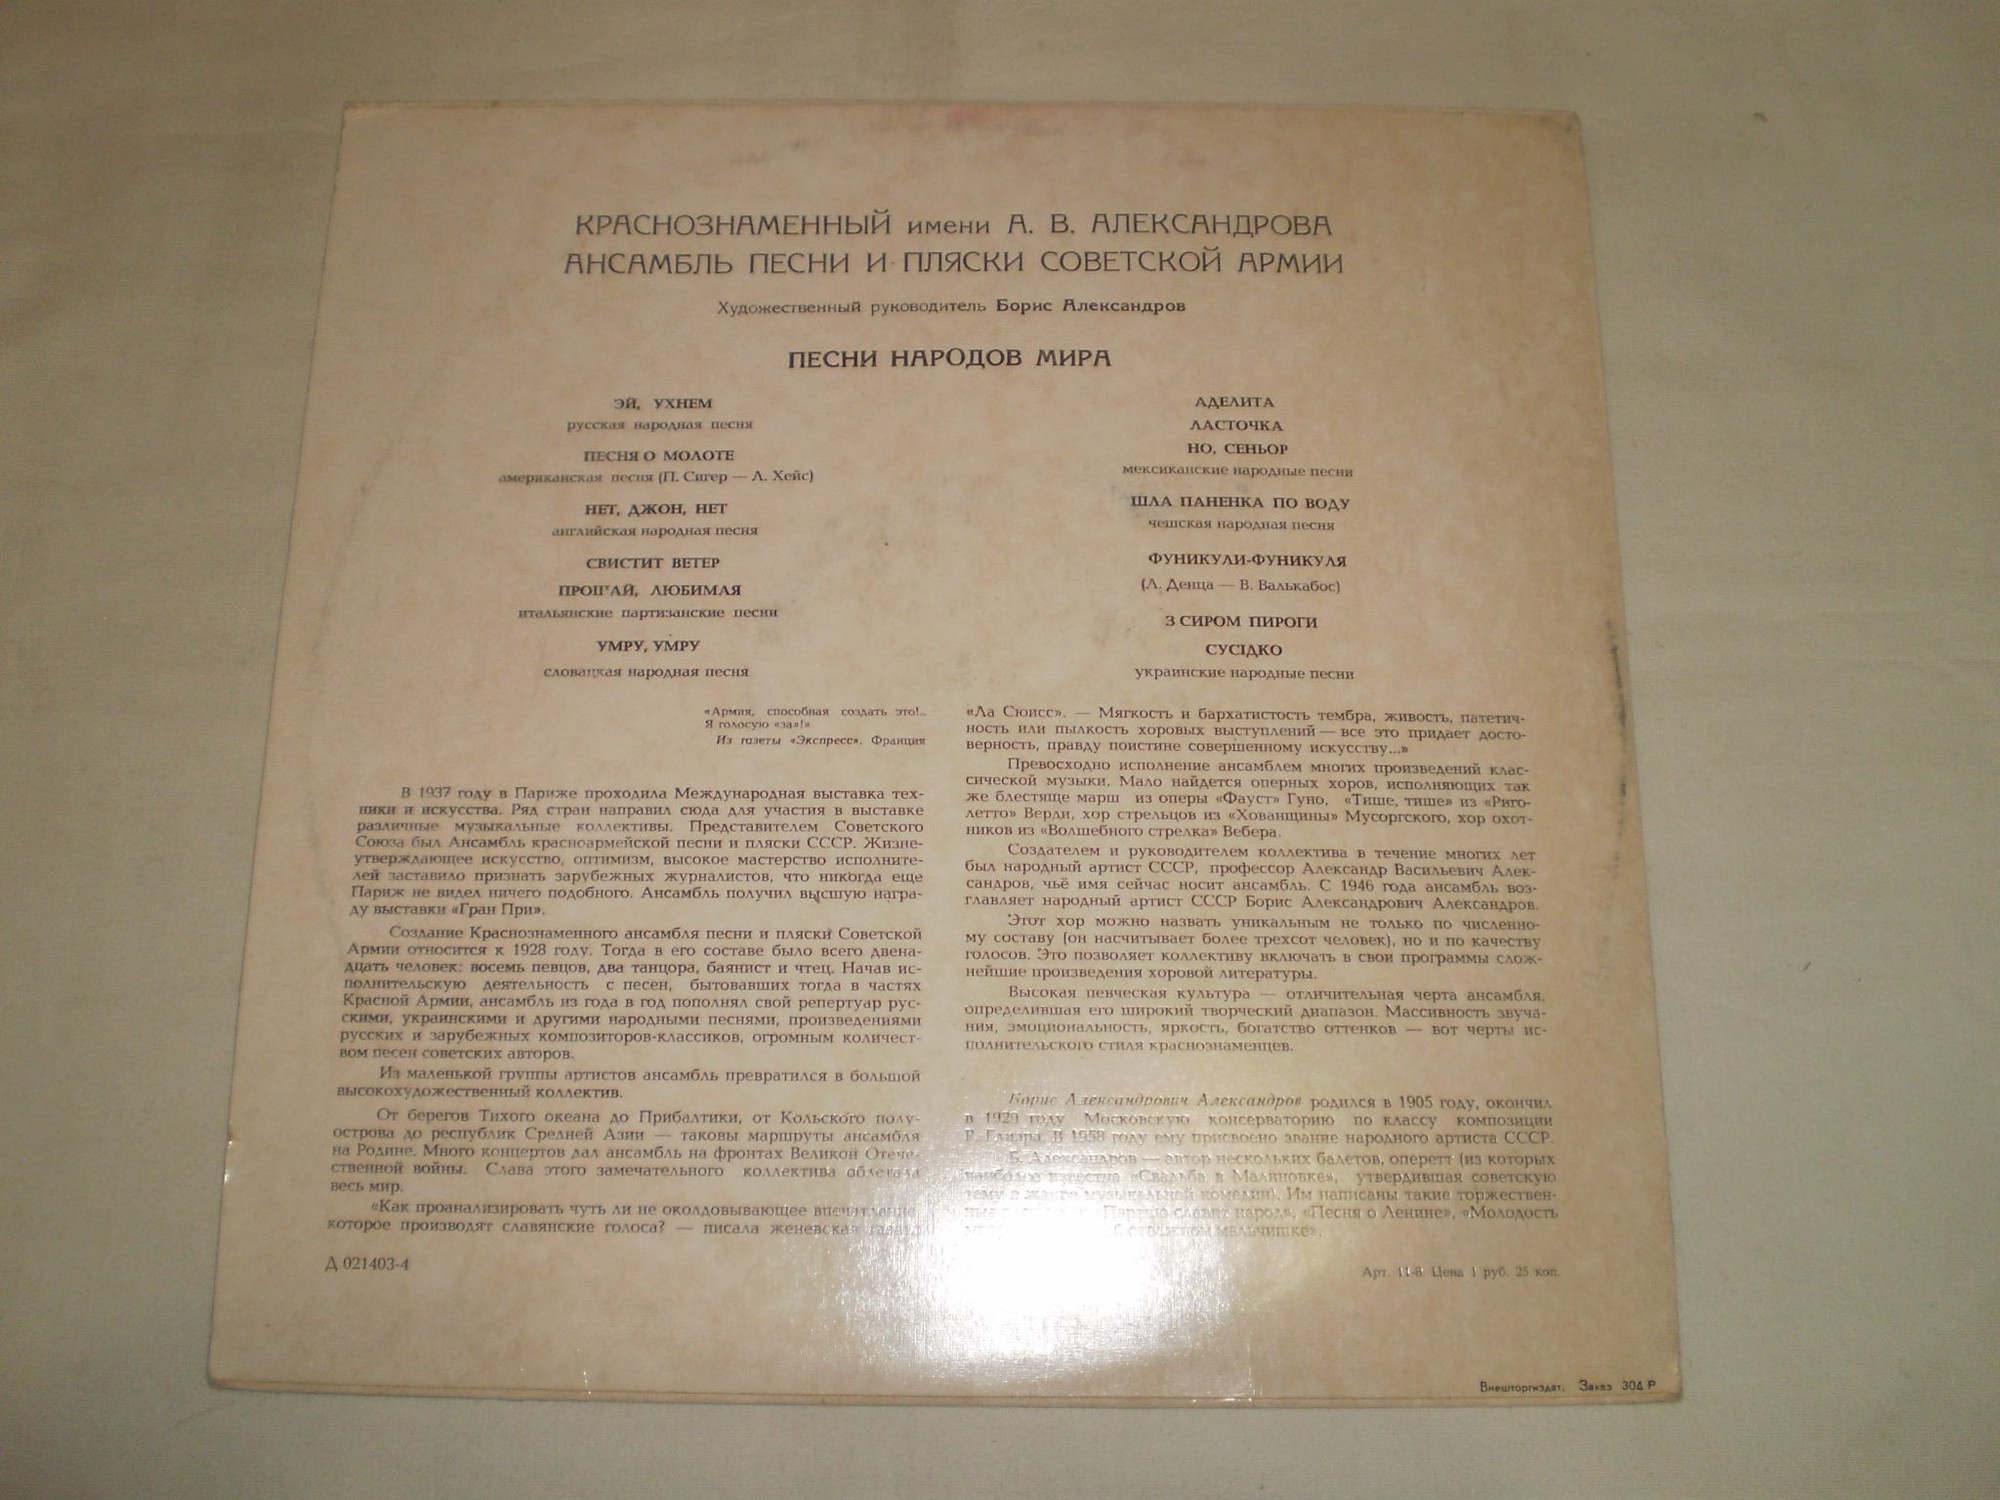 КРАСНОЗНАМЕННЫЙ имени А. В. АЛЕКСАНДРОВА
АНСАМБЛЬ ПЕСНИ И ПЛЯСКИ СОВЕТСКОЙ АРМИИ
Художественный руководитель Борис Александров
ПЕСНИ НАРОДОВ МИРА
ЭЙ, УХНЕМ
русская народная песня
ПЕСНЯ О МОЛОТЕ
американская песня (П. Сигер — Л. Хейс)
НЕТ, ДЖОН, НЕТ
английская народная песня
СВИСТИТ ВЕТЕР
ПРОЩАЙ, ЛЮБИМАЯ
итальянские партизанские песни
УМРУ, УМРУ
словацкая народная песня
АДЕЛИТА
ЛАСТОЧКА
НО, СЕНЬОР
мексиканские народные песни
ШЛА ПАНЕНКА ПО ВОДУ
чешская народная песня
ФУНИКУЛИ-ФУНИКУЛЯ
(Л. Денца — В. Валькабос)
З СИРОМ ПИРОГИ
СУСІДКО
украинские народные песни
«Армия, способная создать это!..
Я голосую «за»!»
Из газеты «Экспресс». Франция
В 1937 году в Париже проходила Международная выставка тех-
ники и искусства. Ряд стран направил сюда для участия в выставке
различные музыкальные коллективы. Представителем Советского
Союза был Ансамбль красноармейской песни и пляски СССР. Жизне-
утверждающее искусство, оптимизм, высокое мастерство исполните-
лей заставило признать зарубежных журналистов, что никогда еще
Париж не видел ничего подобного. Ансамбль получил высшую награ-
ду выставки «Гран При».
Создание Краснознаменного ансамбля песни и пляски Советской
Армии относится к 1928 году. Тогда в его составе было всего двена-
дцать человек: восемь певцов, два танцора, баянист и чтец. Начав ис-
полнительскую деятельность с песен, бытовавших тогда в частях
Красной Армии, ансамбль из года в год пополнял свой репертуар рус-
скими, украинскими и другими народными песнями, произведениями
русских и зарубежных композиторов-классиков, огромным количест-
вом песен советских авторов.
Из маленькой группы артистов ансамбль превратился в большой
высокохудожественный коллектив.
От берегов Тихого океана до Прибалтики, от Кольского полу-
острова до республик Средней Азии — таковы маршруты ансамбля
на Родине. Много концертов дал ансамбль на фронтах Великой Отече-
ственной войны. Слава этого замечательного коллектива облетала
весь мир.
«Как проанализировать чуть ли не околдовывающее впечатление,
которое производят славянские голоса? — писала женевская газета
«Ла Сюисс». — Мягкость и бархатистость тембра, живость, патетич-
ность или пылкость хоровых выступлений — все это придает досто-
верность, правду поистине совершенному искусству...»
Превосходно исполнение ансамблем многих произведений клас-
сической музыки. Мало найдется оперных хоров, исполняющих так
же блестяще марш из оперы «Фауст» Гуно, «Тише, тише» из «Риго-
летто» Верди, хор стрельцов из «Хованщины» Мусоргского, хор охот-
ников из «Волшебного стрелка» Вебера.
Создателем и руководителем коллектива в течение многих лет
был народный артист СССР, профессор Александр Васильевич Алек-
сандров, чьё имя сейчас носит ансамбль. С 1946 года ансамбль воз-
главляет народный артист СССР Борис Александрович Александров.
Этот хор можно назвать уникальным не только по численно-
му составу (он насчитывает более трехсот человек), но и по качеству
голосов. Это позволяет коллективу включать в свои программы слож-
нейшие произведения хоровой литературы.
Высокая певческая культура — отличительная черта ансамбля,
определившая его широкий творческий диапазон. Массивность звуча-
ния, эмоциональность, яркость, богатство оттенков — вот черты ис-
полнительского стиля краснознаменцев.
Борис Александрович Александров родился в 1905 году, окончил
в 1929 году Московскую консерваторию по классу композиции
Р. Глиэра. В 1958 году ему присвоено звание народного артиста СССР.
Б. Александров — автор нескольких балетов, оперетт (из которых
наиболее известна «Свадьба в Малиновке», утвердившая советскую
тему в жанре музыкальной комедии). Им написаны такие торжествен-
«Партию славит народ», «Песня о Ленине», «Молодость
мальчишке».
Д 021403-4
Арт. 11-8 Цена 1 руб. 25 коп.
Внешторгиздат. Заказ 304 Р